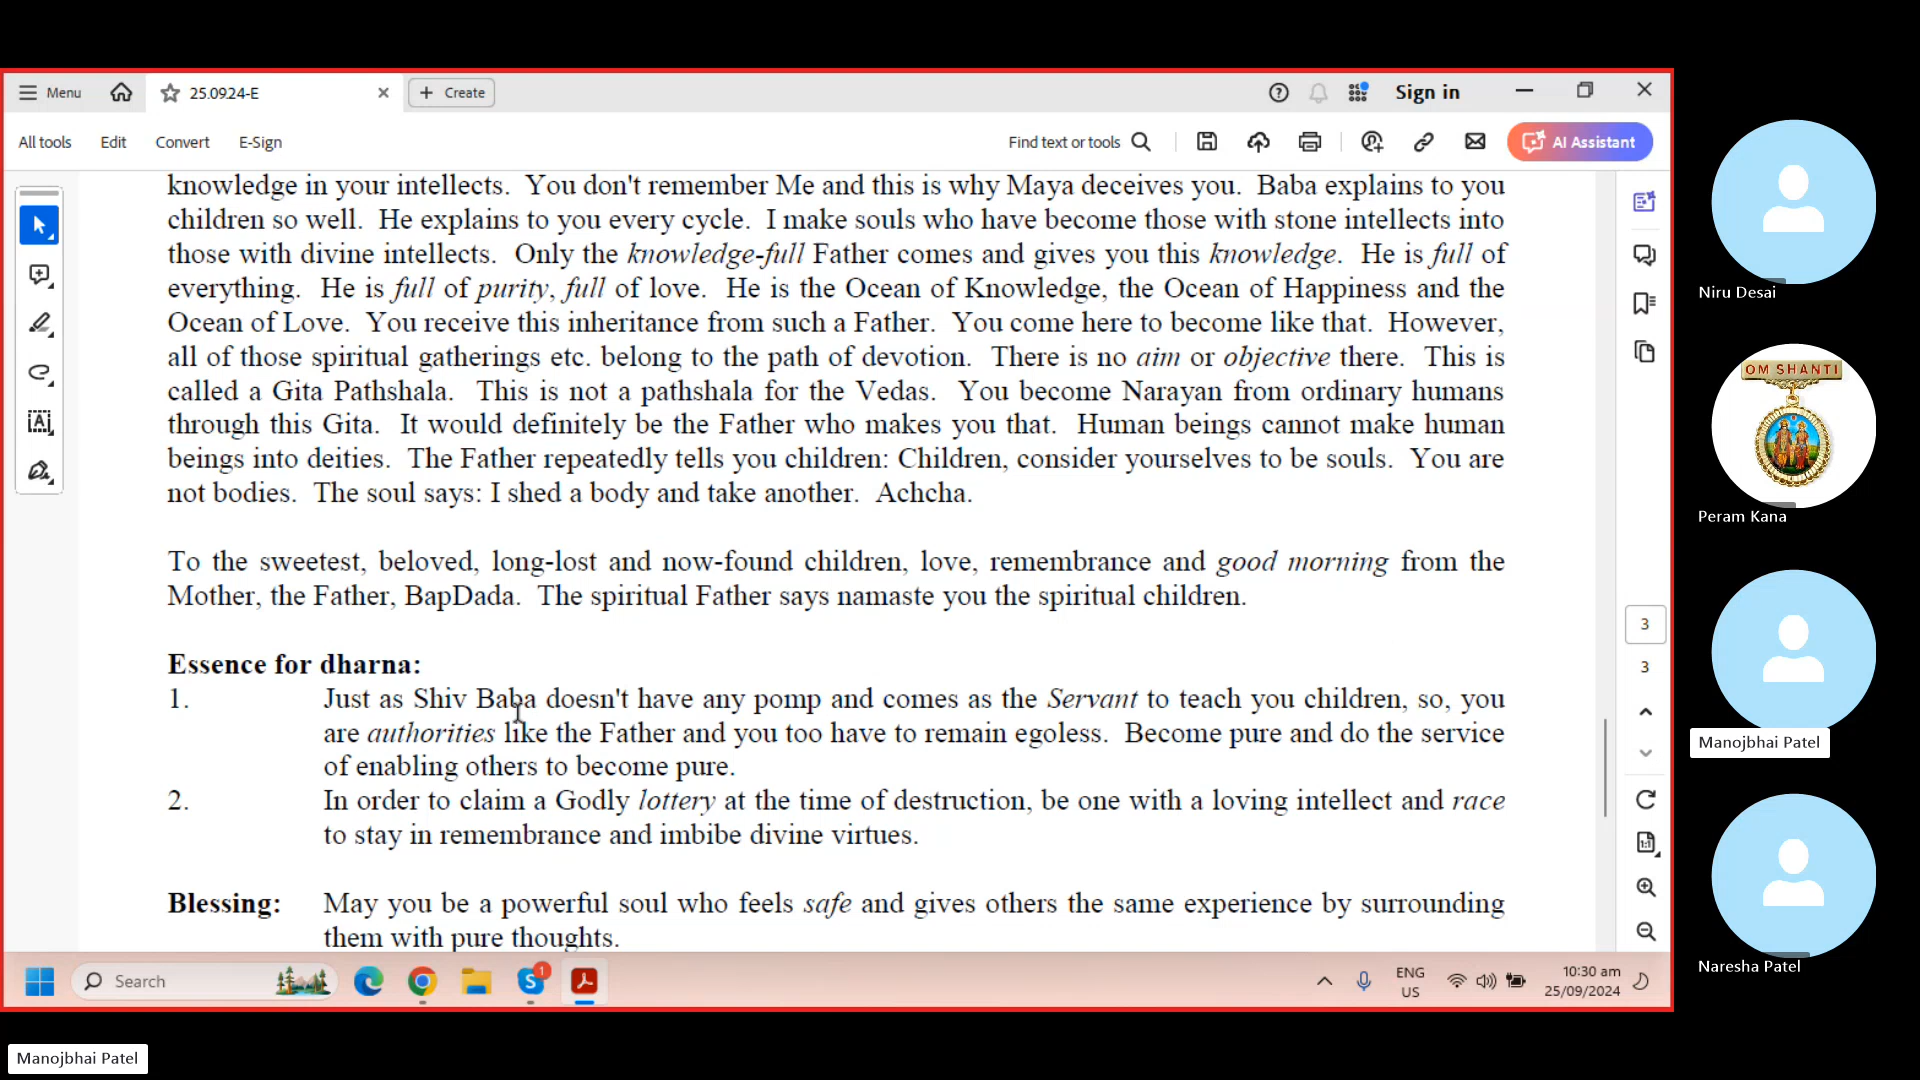 Menu
25.09.24-E
Create
Sign in
All tools
Edit
Convert
E-Sign
Find text or tools
AI Assistant
knowledge in your intellects. You don't remember Me and this is why Maya deceives you. Baba explains to you
children so well. He explains to you every cycle. I make souls who have become those with stone intellects into
those with divine intellects. Only the knowledge-full Father comes and gives you this knowledge. He is full of
everything. He is full of purity, full of love. He is the Ocean of Knowledge, the Ocean of Happiness and the
Ocean of Love. You receive this inheritance from such a Father. You come here to become like that. However,
all of those spiritual gatherings etc. belong to the path of devotion. There is no aim or objective there. This is
called a Gita Pathshala. This is not a pathshala for the Vedas. You become Narayan from ordinary humans
through this Gita. It would definitely be the Father who makes you that. Human beings cannot make human
beings into deities. The Father repeatedly tells you children: Children, consider yourselves to be souls. You are
not bodies. The soul says: I shed a body and take another. Achcha.
To the sweetest, beloved, long-lost and now-found children, love, remembrance and good morning from the
Mother, the Father, BapDada. The spiritual Father says namaste you the spiritual children.
Essence for dharna:
1. Just as Shiv Baba doesn't have any pomp and comes as the Servant to teach you children, so, you
are authorities like the Father and you too have to remain egoless. Become pure and do the service
of enabling others to become pure.
2. In order to claim a Godly lottery at the time of destruction, be one with a loving intellect and race
to stay in remembrance and imbibe divine virtues.
Blessing: May you be a powerful soul who feels safe and gives others the same experience by surrounding
them with pure thoughts.
3
3
1:1
Search
S
1
ENG
US
10:30 am
25/09/2024
Niru Desai
OM SHANTI
Peram Kana
Manojbhai Patel
Naresha Patel
Manojbhai Patel